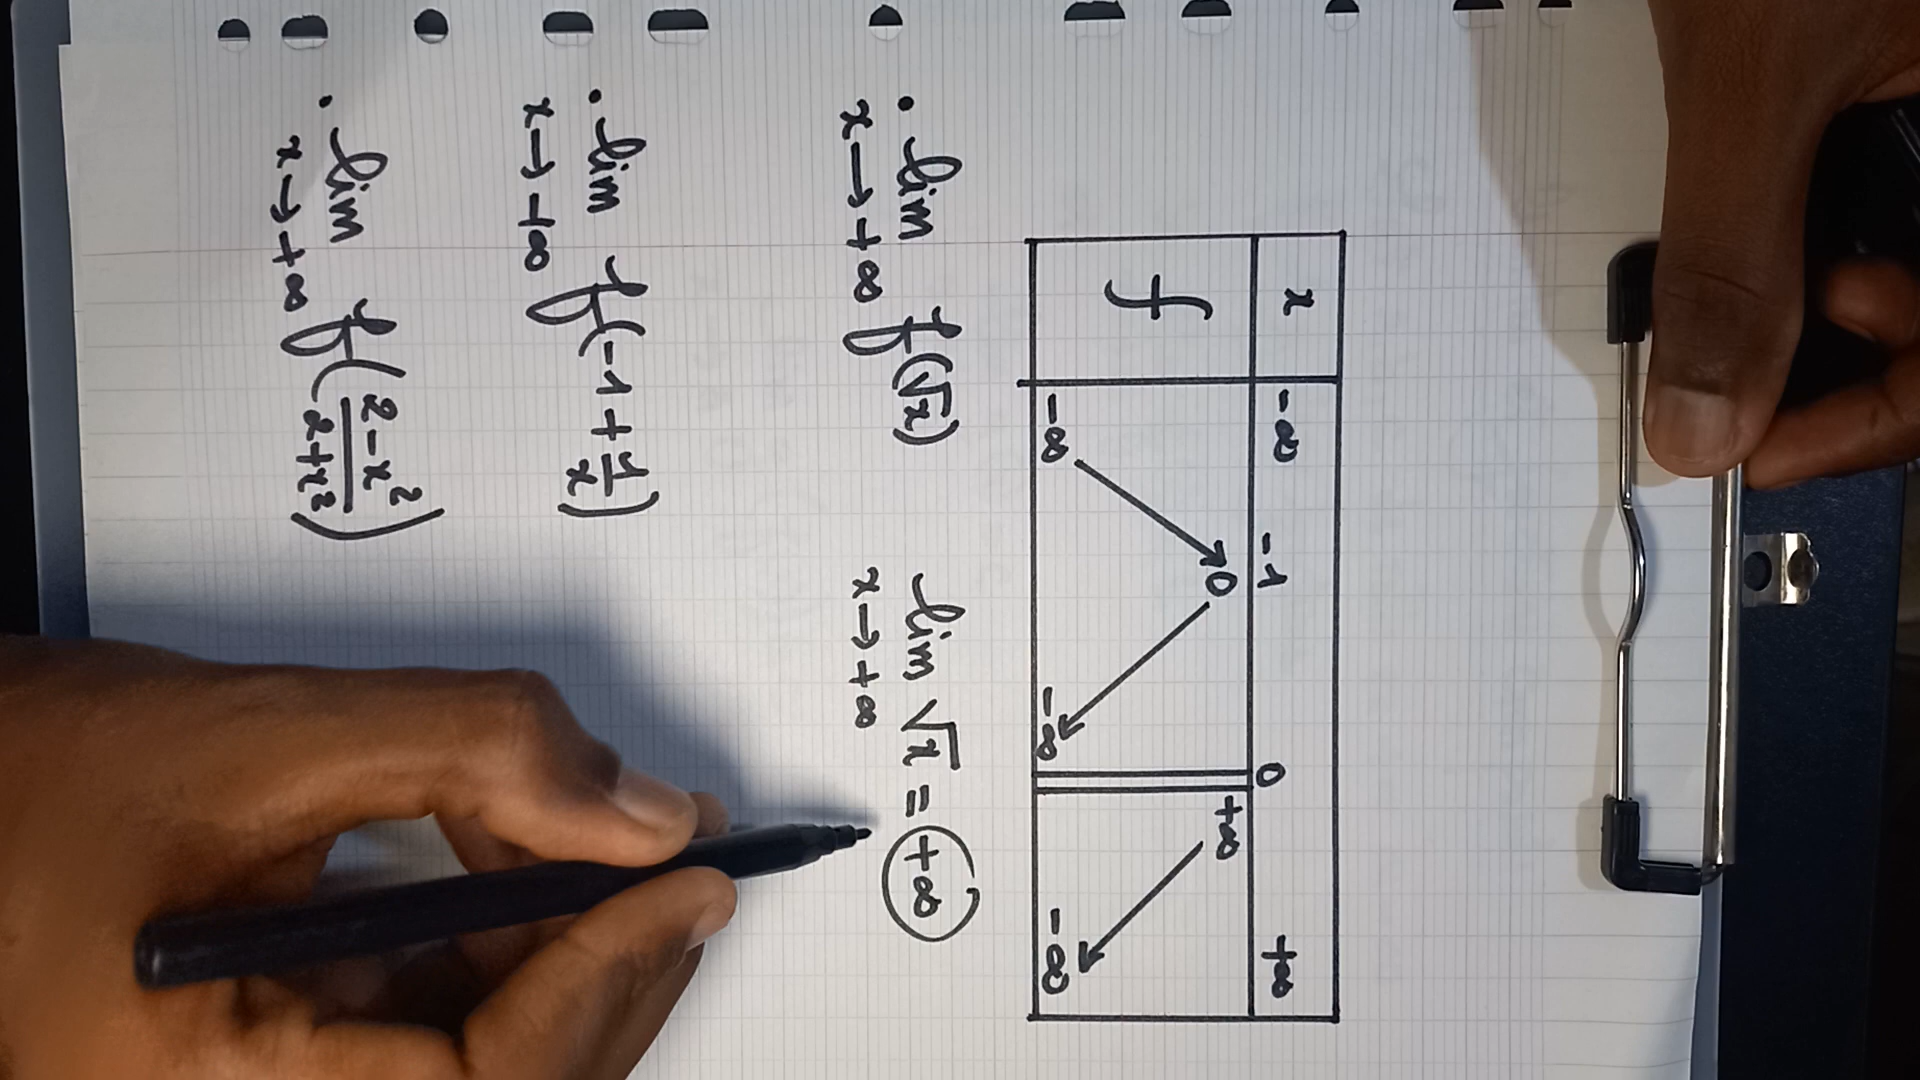 x -∞ -1 0 +∞
f -∞ 0 -∞ +∞ -∞
. lim f(√x) lim √x = +∞
x→+∞ x→+∞
. lim f(-1+1/x)
x→+∞
. lim f((2-x²)/(2+x²))
x→+∞